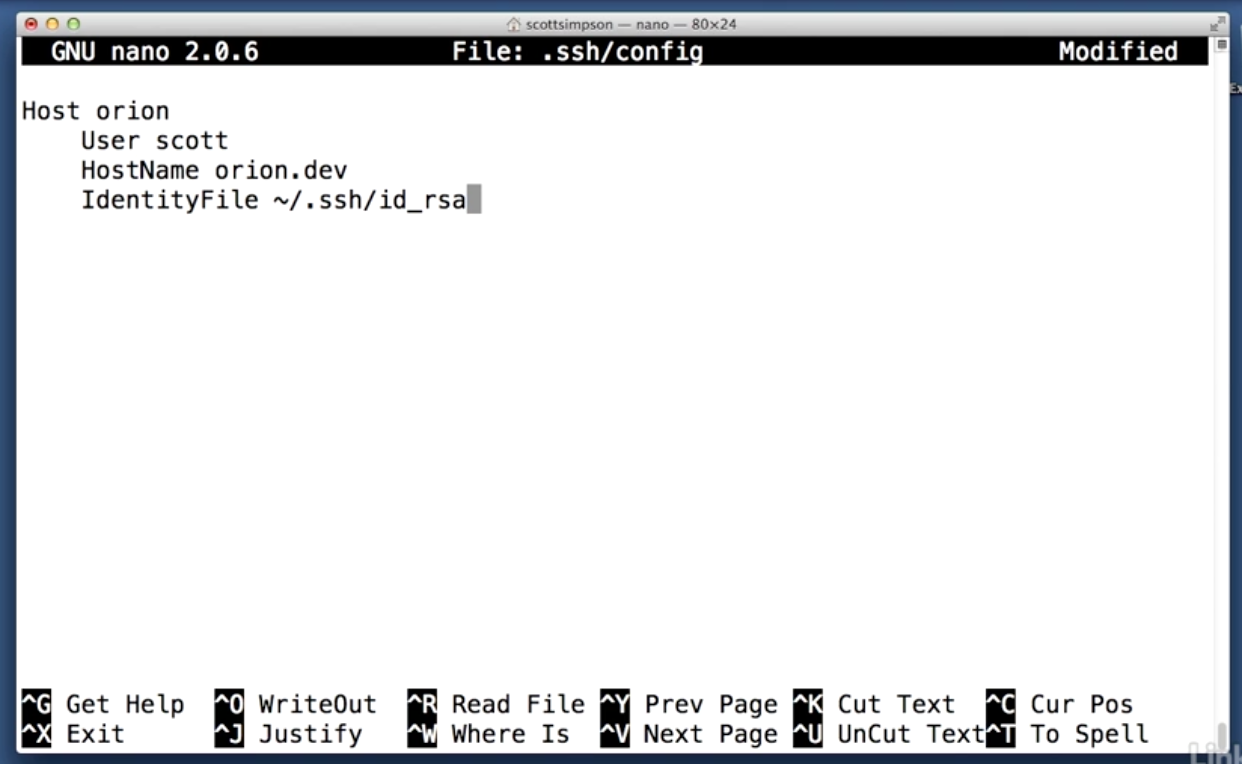 scottsimpson — nano — 80×24
GNU nano 2.0.6 File: .ssh/config Modified
Host orion
User scott
HostName orion.dev
IdentityFile ~/.ssh/id_rsa
^G Get Help ^O WriteOut ^R Read File ^Y Prev Page ^K Cut Text ^C Cur Pos
^X Exit ^J Justify ^W Where Is ^V Next Page ^U UnCut Text ^T To Spell